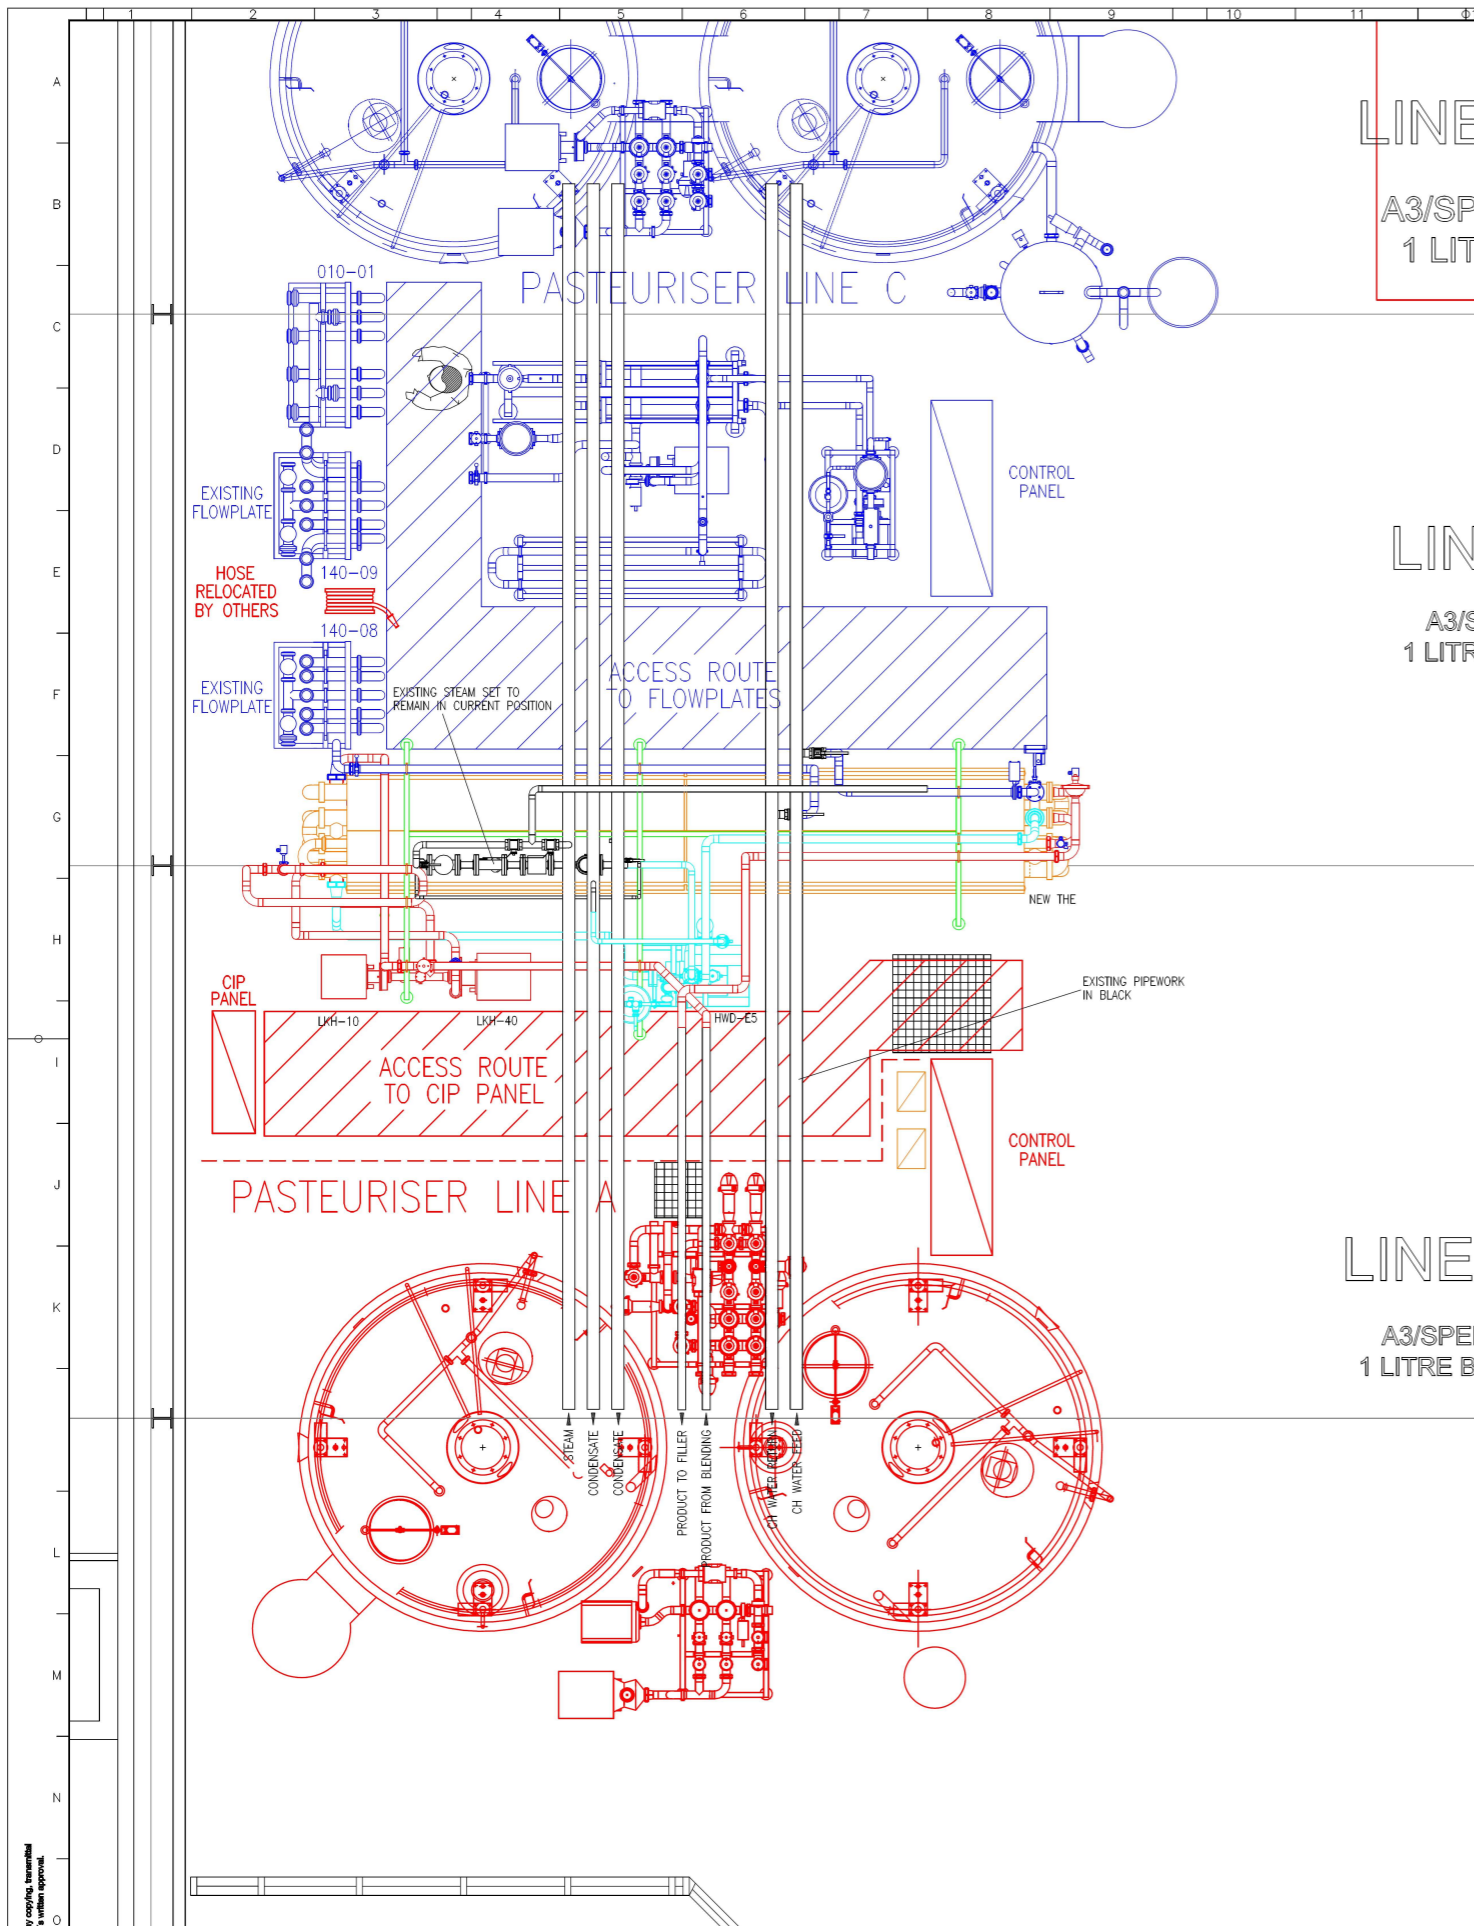 1 2 3 4 5 6 7 8 9 10 11
A
B
C
D
E
F
G
H
I
J
K
L
M
N
O
LINE
A3/SP
1 LIT
010-01
PASTEURISER LINE C
EXISTING
FLOWPLATE
CONTROL
PANEL
LIN
HOSE
RELOCATED
BY OTHERS
140-09
140-08
A3/S
1 LITR
EXISTING
FLOWPLATE
ACCESS ROUTE
TO FLOWPLATES
EXISTING STEAM SET TO
REMAIN IN CURRENT POSITION
NEW THE
CIP
PANEL
EXISTING PIPEWORK
IN BLACK
LKH-10
LKH-40
HWD-E5
ACCESS ROUTE
TO CIP PANEL
CONTROL
PANEL
PASTEURISER LINE A
LINE
A3/SPE
1 LITRE B
STEAM
CONDENSATE
CONDENSATE
PRODUCT TO FILLER
PRODUCT FROM BLENDING
CH WATER RETURN
CH WATER FEED
y copying, transmittal
's written approval.